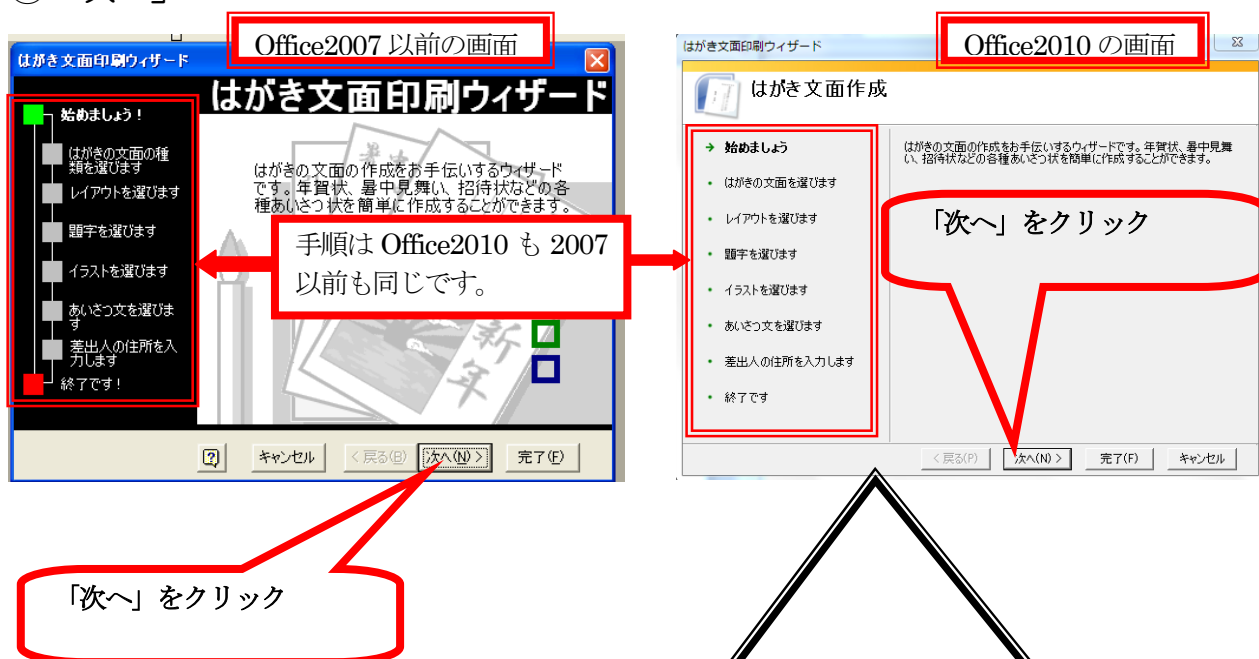 Office2007 以前の画面
はがき文面印刷ウィザード
はがき文面印刷ウィザード
始めましょう!
はがきの文面の種
類を選びます
レイアウトを選びます
題字を選びます
イラストを選びます
あいさつ文を選びま
す
差出人の住所を入
力します
終了です!
はがきの文面の作成をお手伝いするウィザード
です。年賀状、暑中見舞い、招待状などの各
種あいさつ状を簡単に作成することができます。
キャンセル
< 戻る(B)
次へ(N) >
完了(F)
「次へ」をクリック
手順は Office2010 も 2007
以前も同じです。
Office2010 の画面
はがき文面印刷ウィザード
はがき文面作成
始めましょう
はがきの文面を選びます
レイアウトを選びます
題字を選びます
イラストを選びます
あいさつ文を選びます
差出人の住所を入力します
終了です
はがきの文面の作成をお手伝いするウィザードです。年賀状、暑中見舞
い、招待状などの各種あいさつ状を簡単に作成することができます。
「次へ」をクリック
< 戻る(P)
次へ(N) >
完了(F)
キャンセル